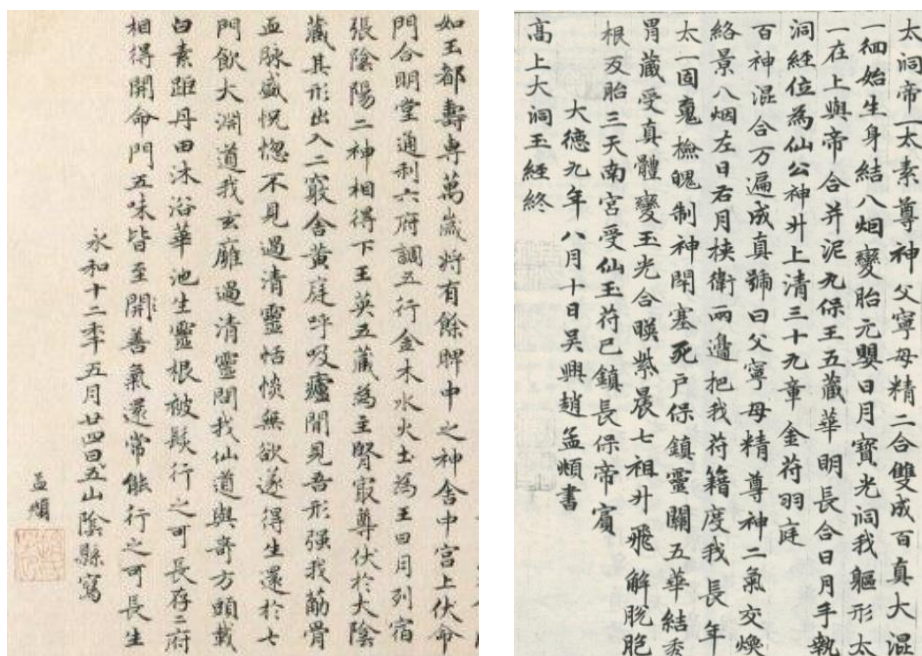 如玉都壽專萬歲將有餘脾中之神舍中宮上伏命
門合明堂通利六府調五行金木水火土為王日月列宿
張陰陽二神相得下玉英五藏為主腎寂尊伏於大陰
藏其形出入二竅舍黃庭呼吸廬間見吾形强我筋骨
血脉盛怳惚不見過清靈恬惔無欲遂得生還於七
門飲大淵道我玄廱過清靈問我仙道與奇方頭載
白素距丹田沐浴華池生靈根被髮行之可長存二府
相得開命門五味皆至開善氣還常能行之可長生
永和十二年五月廿四日五山陰縣寫
孟頫
太洞帝一太素尊神父寧母精二合雙成百真大混
一徊始生身結八烟變胎元嬰日月寶光洞我軀形太
一在上與帝合并泥丸保王五藏華明長合日月手執
洞經位為仙公神升上清三十九章金苻羽庭
百神混合万遍成真號曰父寧母精尊神二氣交煥
絡景八烟左日右月挾衛兩邊把我苻籍度我長年
太一固䰟檢魄制神閇塞死戶保鎮靈關五華結秀
胃藏受真體變玉光合暎紫晨七祖升飛解脫胞
根反胎三天南宮受仙玉苻已鎮長保帝賓
大德九年八月十日吴興趙孟頫書
高上大洞玉經終